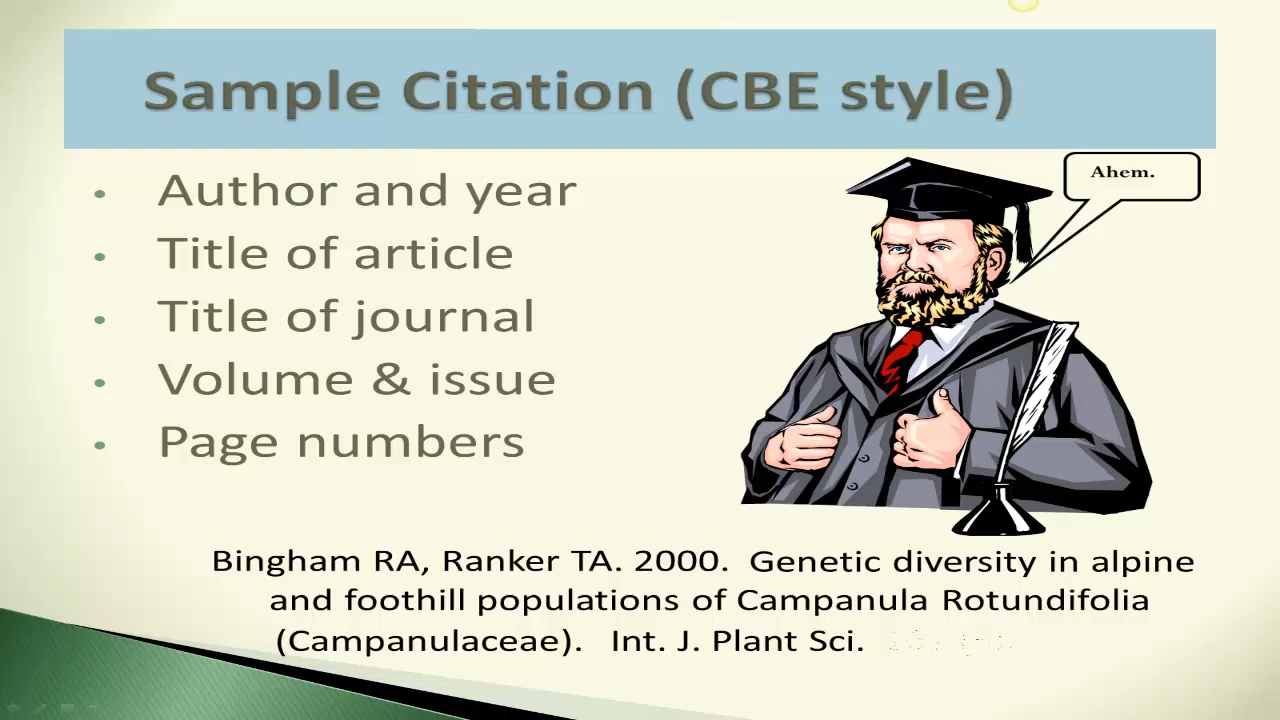 Sample Citation (CBE style)
Ahem.
• Author and year
• Title of article
• Title of journal
• Volume & issue
• Page numbers
Bingham RA, Ranker TA. 2000. Genetic diversity in alpine
and foothill populations of Campanula Rotundifolia
(Campanulaceae). Int. J. Plant Sci.